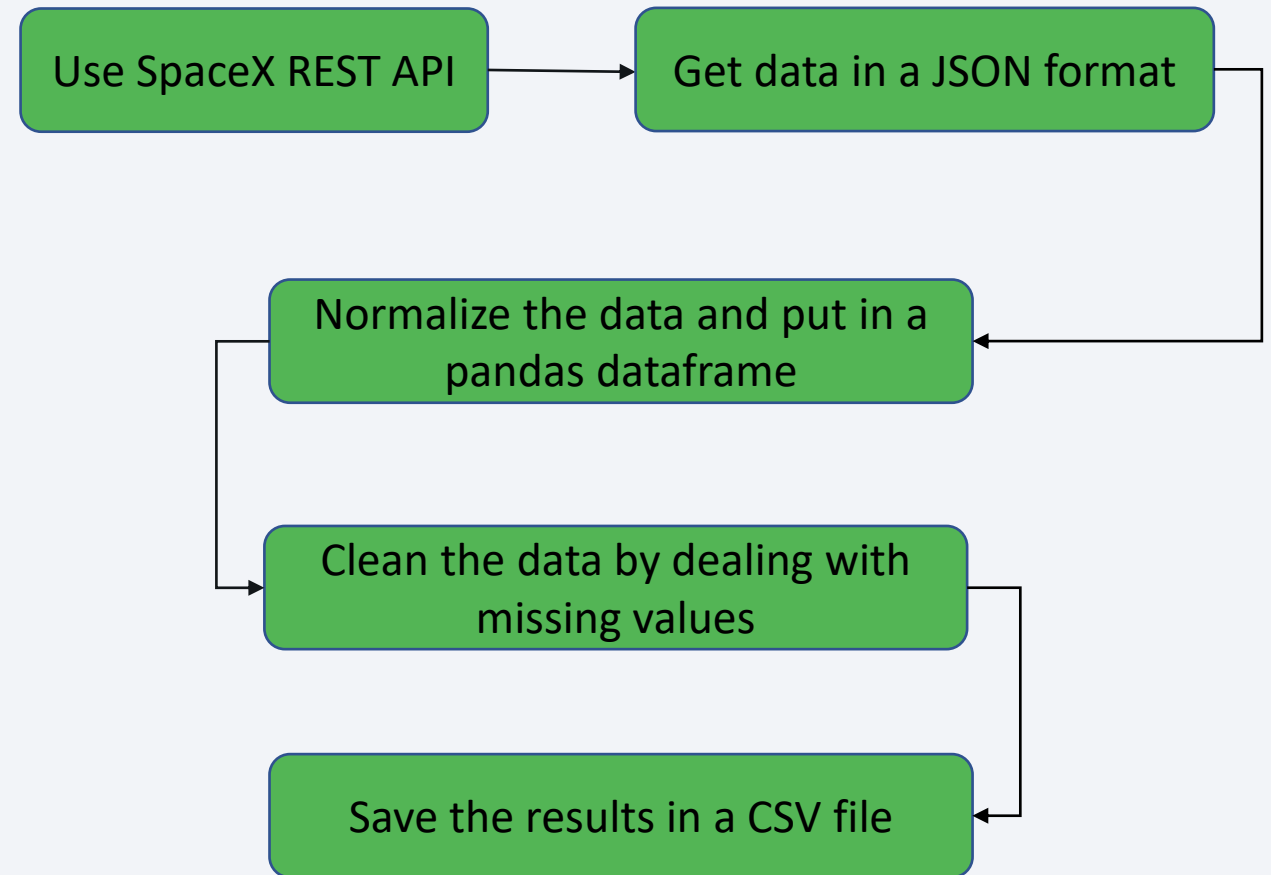 Use SpaceX REST API
Get data in a JSON format
Normalize the data and put in a
pandas dataframe
Clean the data by dealing with
missing values
Save the results in a CSV file